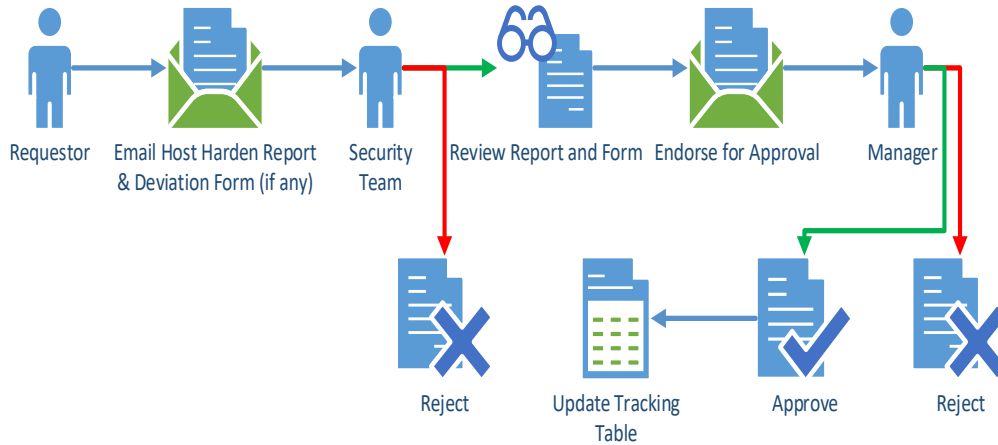 Requestor
Email Host Harden Report
& Deviation Form (if any)
Security
Team
Review Report and Form
Endorse for Approval
Manager
Reject
Update Tracking
Table
Approve
Reject